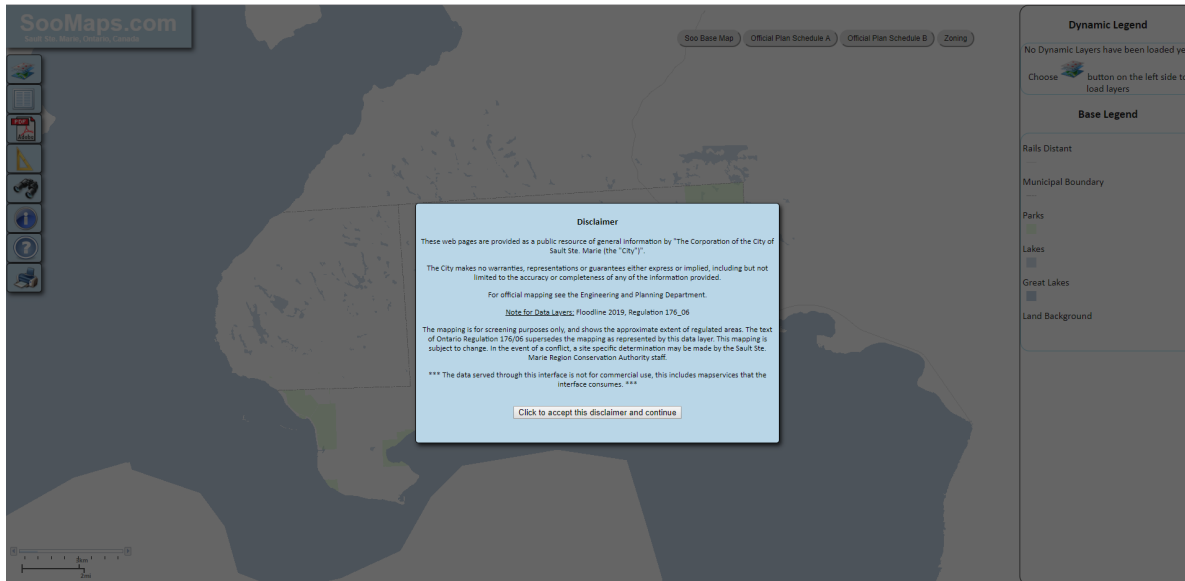 SooMaps.com
Sault Ste. Marie, Ontario, Canada
Soo Base Map
Official Plan Schedule A
Official Plan Schedule B
Zoning
PDF
Adobe
Disclaimer
These web pages are provided as a public resource of general information by "The Corporation of the City of
Sault Ste. Marie (the "City")".
The City makes no warranties, representations or guarantees either express or implied, including but not
limited to the accuracy or completeness of any of the information provided.
For official mapping see the Engineering and Planning Department.
Note for Data Layers: Floodline 2019, Regulation 176_06
The mapping is for screening purposes only, and shows the approximate extent of regulated areas. The text
of Ontario Regulation 176/06 supersedes the mapping as represented by this data layer. This mapping is
subject to change. In the event of a conflict, a site specific determination may be made by the Sault Ste.
Marie Region Conservation Authority staff.
*** The data served through this interface is not for commercial use, this includes mapservices that the
interface consumes. ***
Click to accept this disclaimer and continue
Dynamic Legend
No Dynamic Layers have been loaded ye
Choose button on the left side to
load layers
Base Legend
Rails Distant
Municipal Boundary
Parks
Lakes
Great Lakes
Land Background